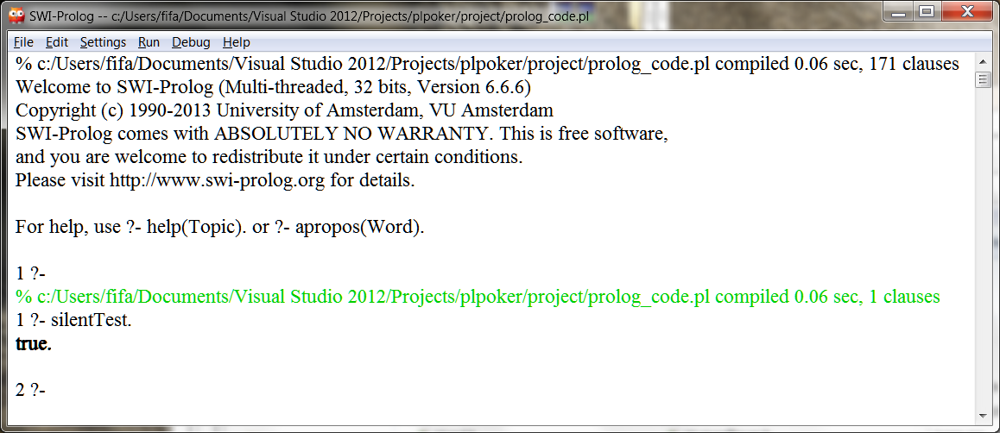 SWI-Prolog -- c:/Users/fifa/Documents/Visual Studio 2012/Projects/plpoker/project/prolog_code.pl
File Edit Settings Run Debug Help
% c:/Users/fifa/Documents/Visual Studio 2012/Projects/plpoker/project/prolog_code.pl compiled 0.06 sec, 171 clauses
Welcome to SWI-Prolog (Multi-threaded, 32 bits, Version 6.6.6)
Copyright (c) 1990-2013 University of Amsterdam, VU Amsterdam
SWI-Prolog comes with ABSOLUTELY NO WARRANTY. This is free software,
and you are welcome to redistribute it under certain conditions.
Please visit http://www.swi-prolog.org for details.
For help, use ?- help(Topic). or ?- apropos(Word).
1 ?-
% c:/Users/fifa/Documents/Visual Studio 2012/Projects/plpoker/project/prolog_code.pl compiled 0.06 sec, 1 clauses
1 ?- silentTest.
true.
2 ?-